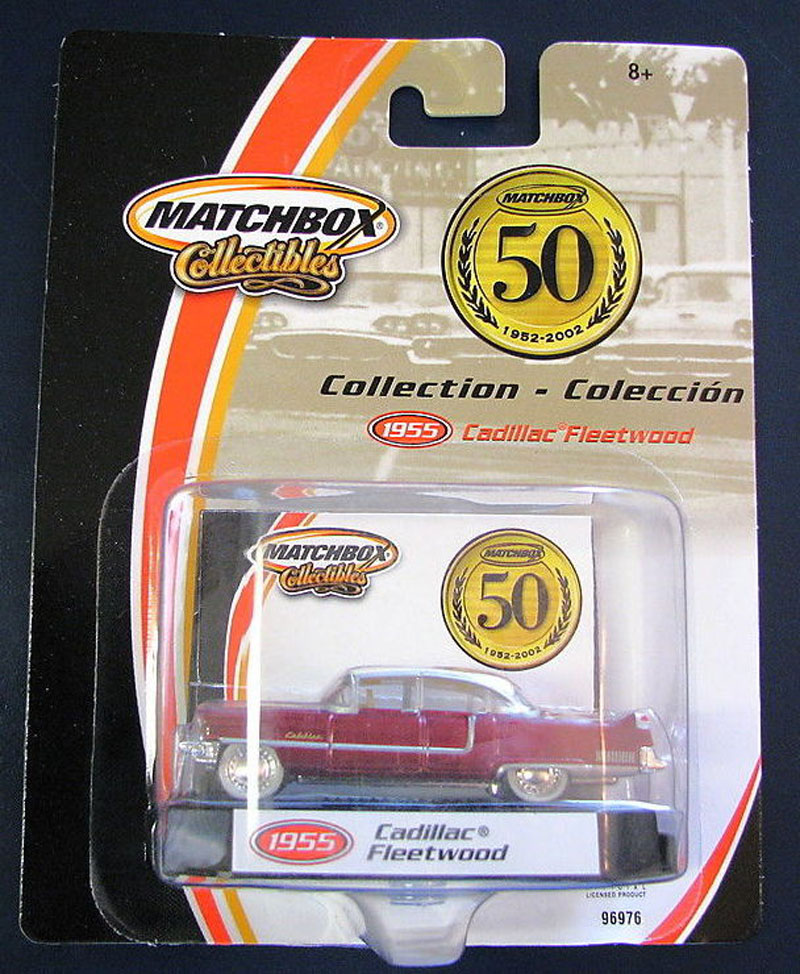 8+
MATCHBOX®
Collectibles
MATCHBOX
50
1952-2002
Collection - Colección
1955 Cadillac® Fleetwood
MATCHBOX
Collectibles
MATCHBOX
50
1952-2002
Cadillac
1955 Cadillac®
Fleetwood
LICENSED PRODUCT
96976